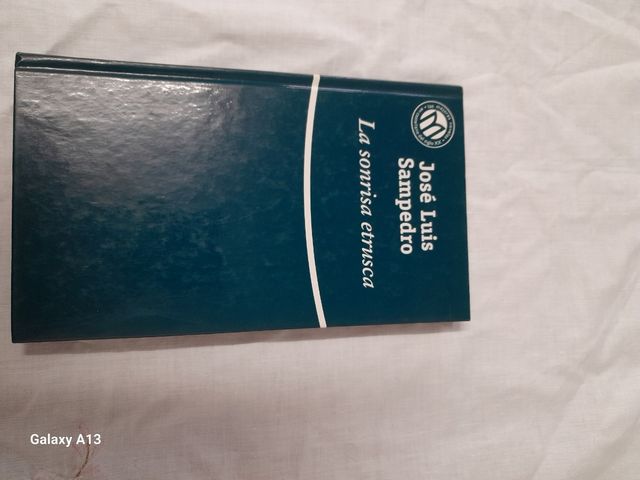 José Luis
Sampedro
La sonrisa etrusca
Galaxy A13